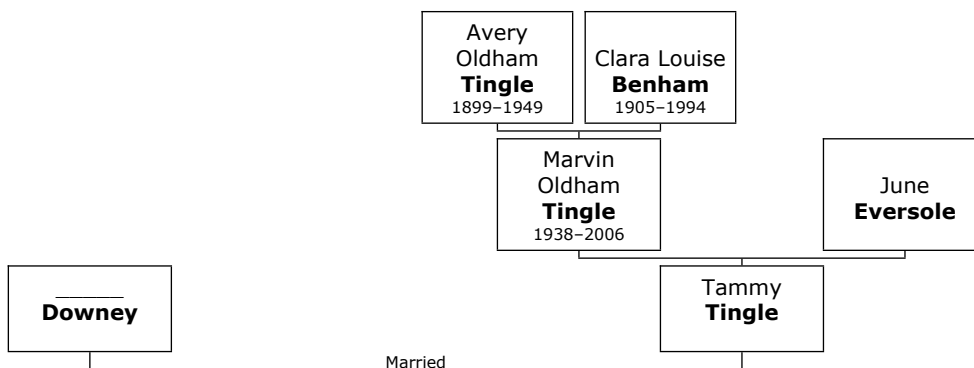 Avery
Oldham
Tingle
1899–1949
Clara Louise
Benham
1905–1994
Marvin
Oldham
Tingle
1938–2006
June
Eversole
______
Downey
Tammy
Tingle
Married